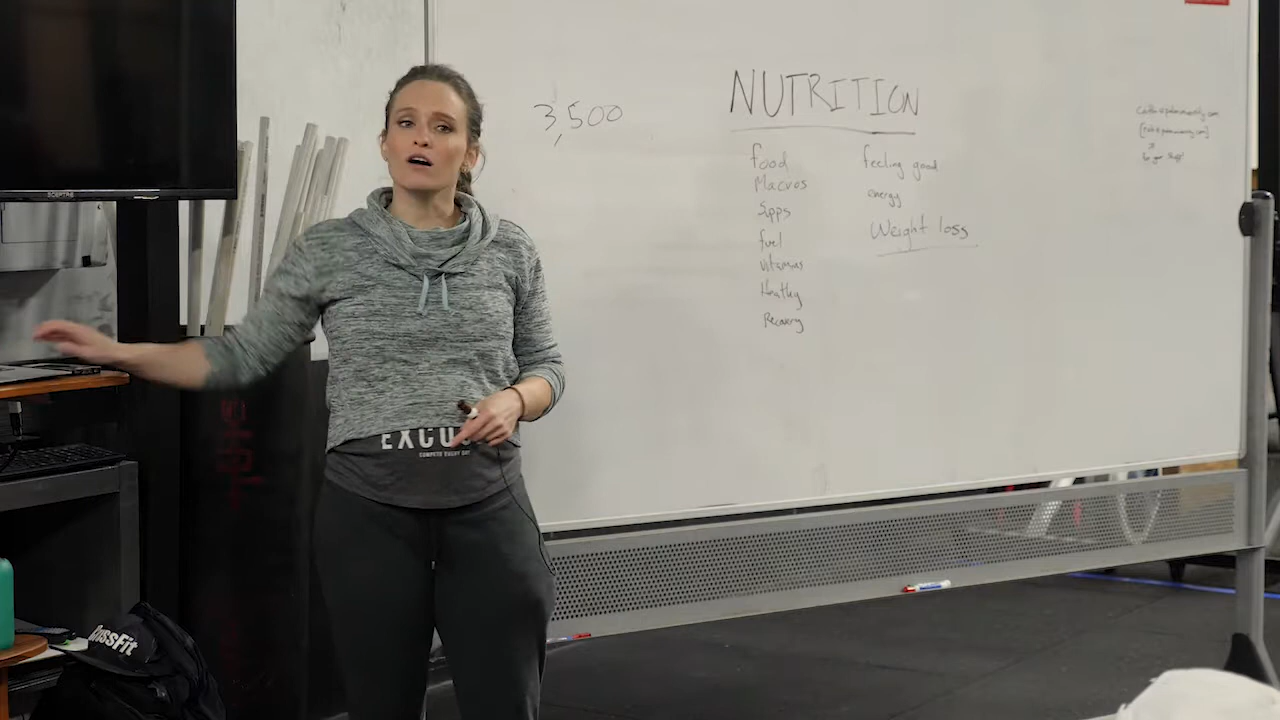 SCEPTRE
3,500
NUTRITION
food
Macros
Supps
fuel
vitamins
Healthy
Recovery
feeling good
energy
Weight loss
EXCUS
COMPETE EVERY DAY
CROSSFIT